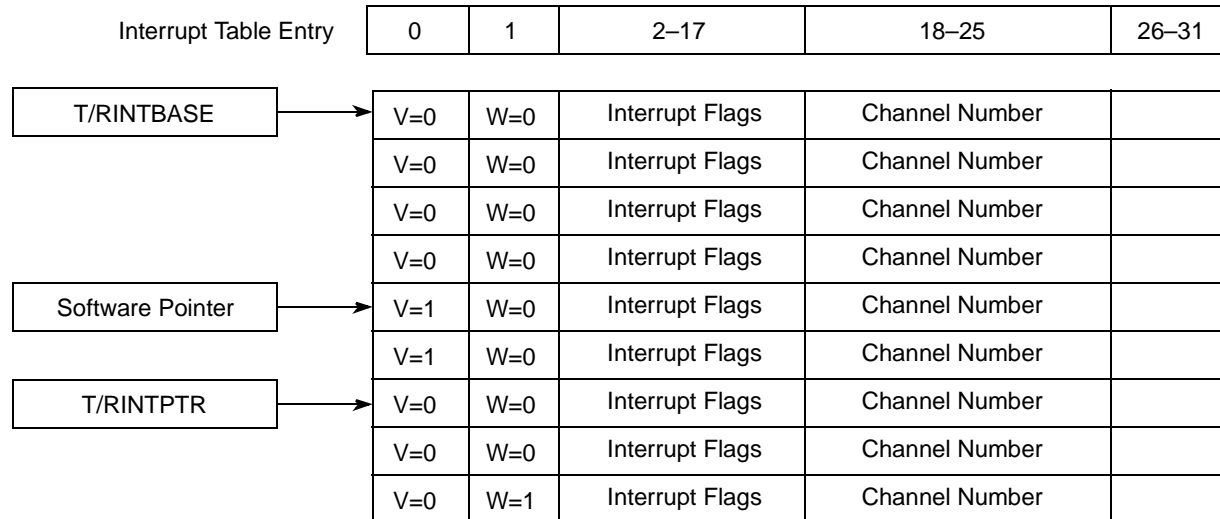 Interrupt Table Entry 0 1 2–17 18–25 26–31
T/RINTBASE V=0 W=0 Interrupt Flags Channel Number
V=0 W=0 Interrupt Flags Channel Number
V=0 W=0 Interrupt Flags Channel Number
V=0 W=0 Interrupt Flags Channel Number
Software Pointer V=1 W=0 Interrupt Flags Channel Number
V=1 W=0 Interrupt Flags Channel Number
T/RINTPTR V=0 W=0 Interrupt Flags Channel Number
V=0 W=0 Interrupt Flags Channel Number
V=0 W=1 Interrupt Flags Channel Number